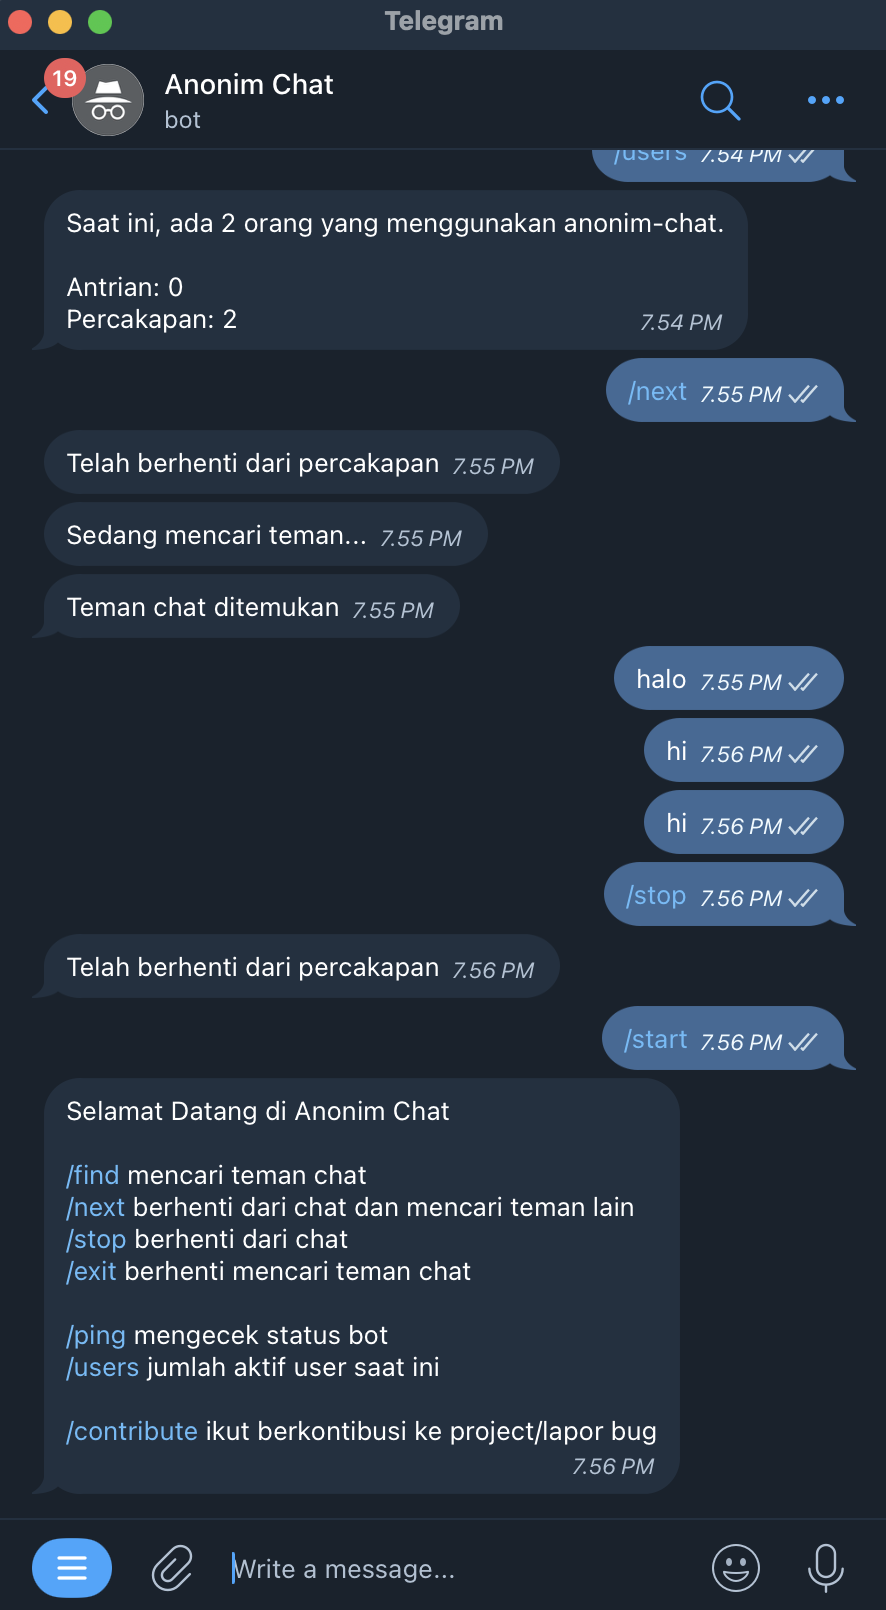 Telegram
19
Anonim Chat
bot
/users 7.54 PM
Saat ini, ada 2 orang yang menggunakan anonim-chat.
Antrian: 0
Percakapan: 2
7.54 PM
/next 7.55 PM
Telah berhenti dari percakapan 7.55 PM
Sedang mencari teman... 7.55 PM
Teman chat ditemukan 7.55 PM
halo 7.55 PM
hi 7.56 PM
hi 7.56 PM
/stop 7.56 PM
Telah berhenti dari percakapan 7.56 PM
/start 7.56 PM
Selamat Datang di Anonim Chat
/find mencari teman chat
/next berhenti dari chat dan mencari teman lain
/stop berhenti dari chat
/exit berhenti mencari teman chat
/ping mengecek status bot
/users jumlah aktif user saat ini
/contribute ikut berkontibusi ke project/lapor bug
7.56 PM
Write a message...